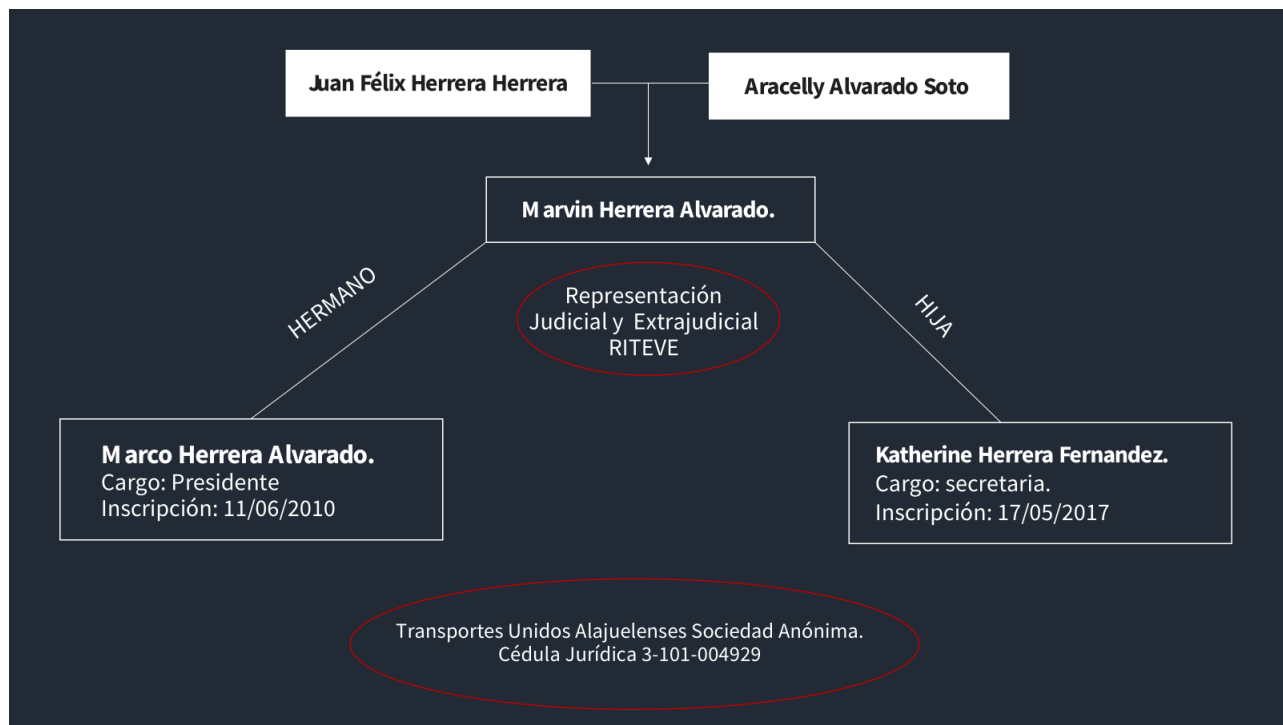 Juan Félix Herrera Herrera
Aracelly Alvarado Soto
Marvin Herrera Alvarado.
HERMANO
Representación
Judicial y Extrajudicial
RITEVE
HIJA
Marco Herrera Alvarado.
Cargo: Presidente
Inscripción: 11/06/2010
Katherine Herrera Fernandez.
Cargo: secretaria.
Inscripción: 17/05/2017
Transportes Unidos Alajuelenses Sociedad Anónima.
Cédula Jurídica 3-101-004929